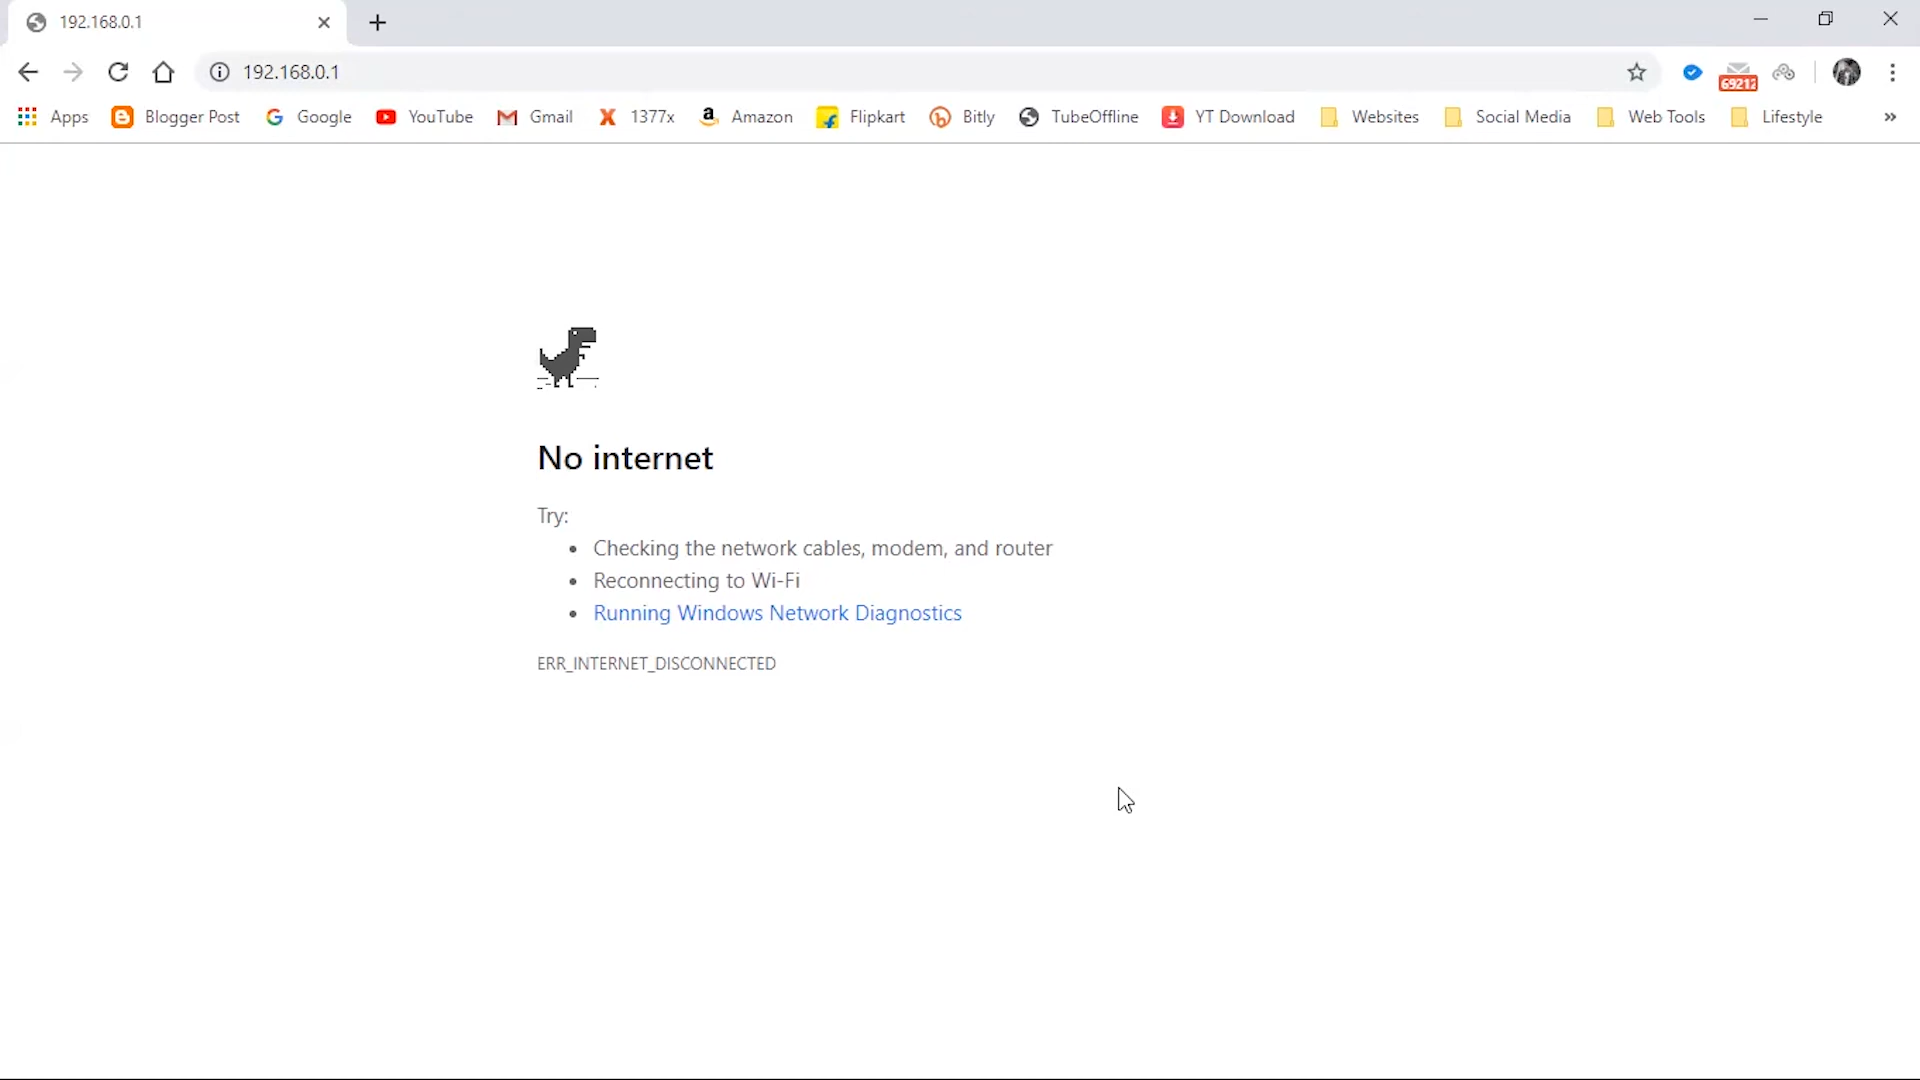 192.168.0.1
192.168.0.1
69212
Apps Blogger Post Google YouTube Gmail 1377x Amazon Flipkart Bitly TubeOffline YT Download Websites Social Media Web Tools Lifestyle »
No internet
Try:
• Checking the network cables, modem, and router
• Reconnecting to Wi-Fi
• Running Windows Network Diagnostics
ERR_INTERNET_DISCONNECTED